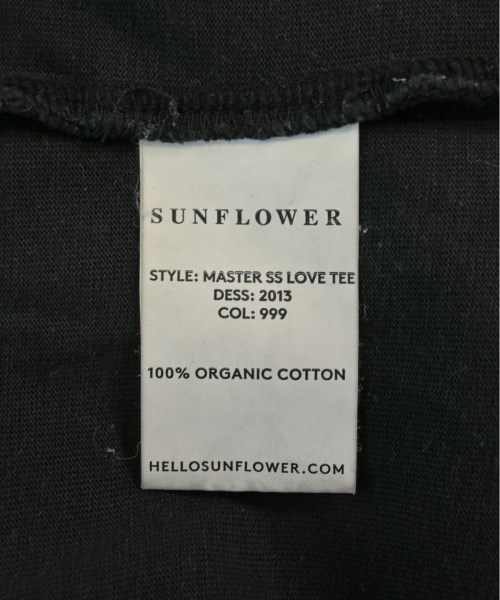 SUNFLOWER
STYLE: MASTER SS LOVE TEE
DESS: 2013
COL: 999
100% ORGANIC COTTON
HELLOSUNFLOWER.COM